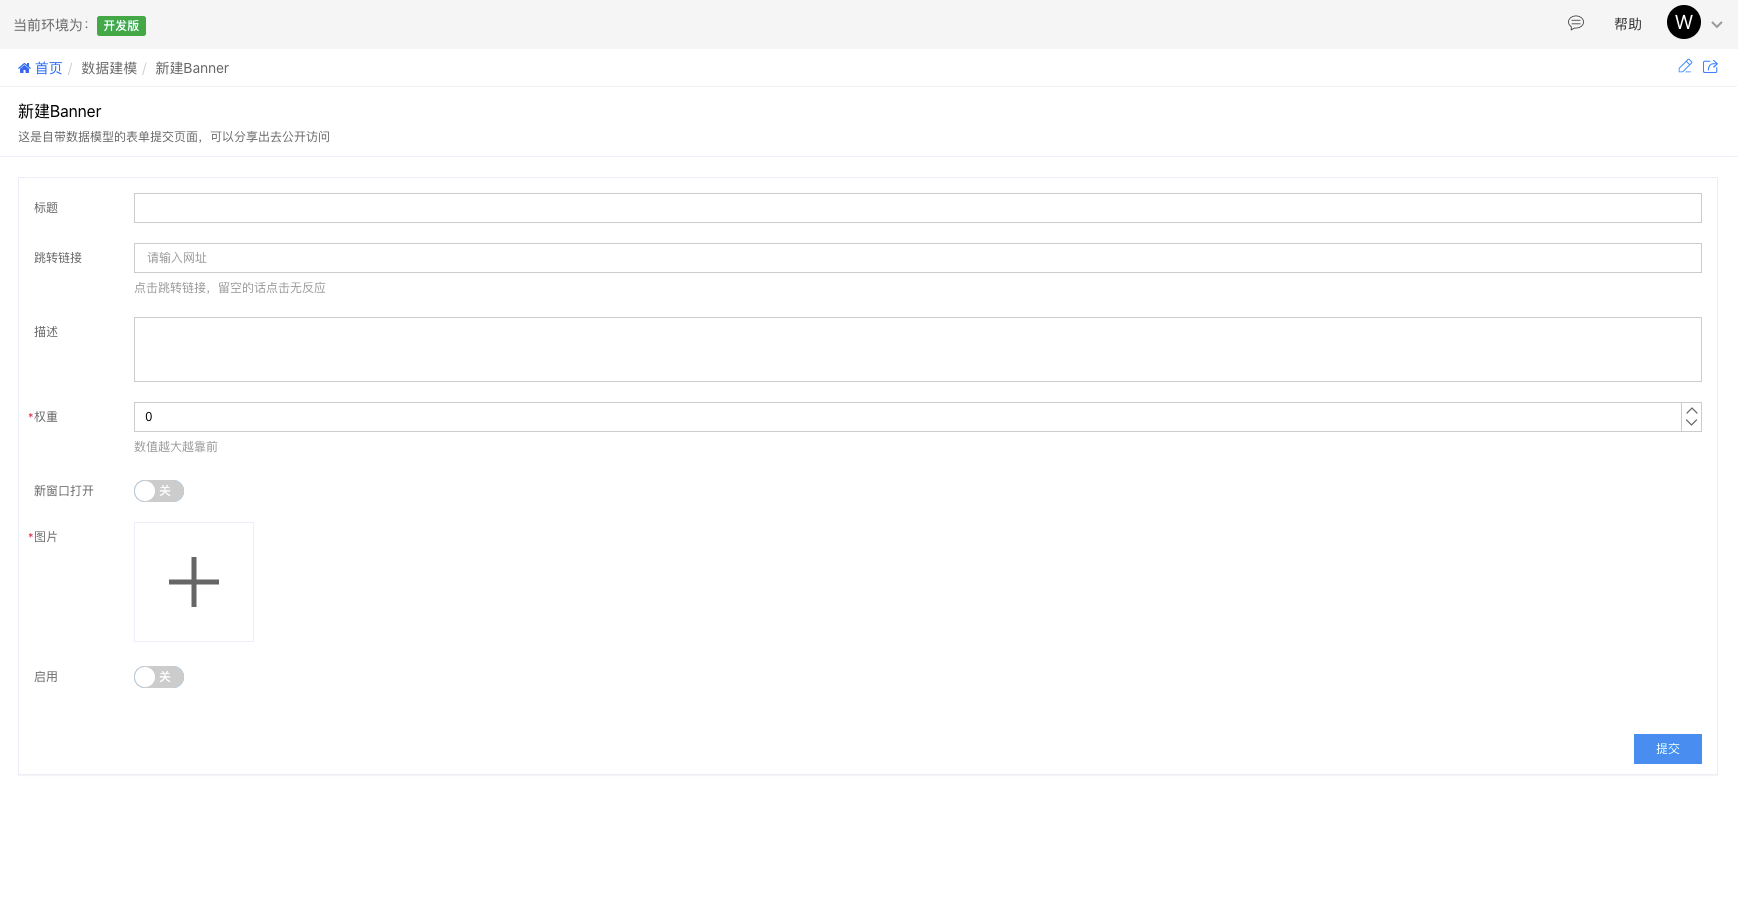 当前环境为： 开发版 帮助 W
首页 / 数据建模 / 新建Banner
新建Banner
这是自带数据模型的表单提交页面，可以分享出去公开访问
标题
跳转链接 请输入网址
点击跳转链接，留空的话点击无反应
描述
*权重 0
数值越大越靠前
新窗口打开 关
*图片
启用 关
提交